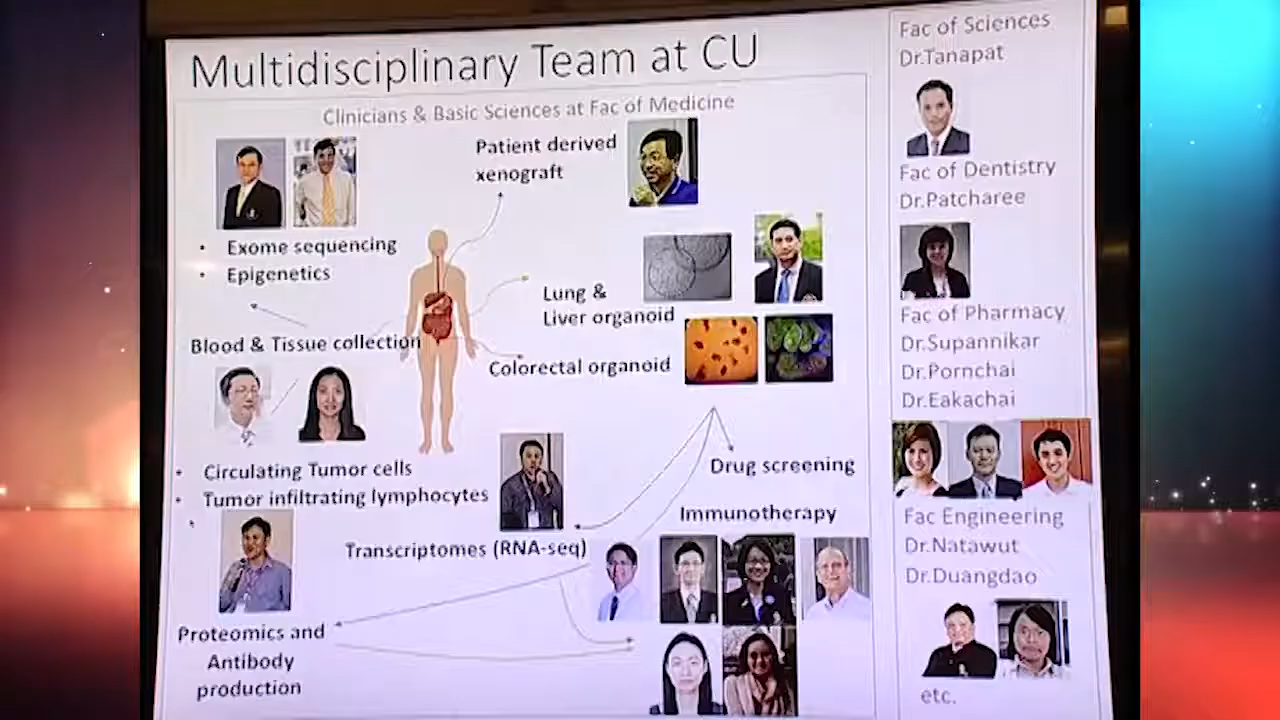 Multidisciplinary Team at CU
Clinicians & Basic Sciences at Fac of Medicine
Patient derived
xenograft
• Exome sequencing
• Epigenetics
Lung &
Liver organoid
Blood & Tissue collection
Colorectal organoid
• Circulating Tumor cells
• Tumor infiltrating lymphocytes
Drug screening
Immunotherapy
Transcriptomes (RNA-seq)
Proteomics and
Antibody
production
Fac of Sciences
Dr.Tanapat
Fac of Dentistry
Dr.Patcharee
Fac of Pharmacy
Dr.Supannikar
Dr.Pornchai
Dr.Eakachai
Fac Engineering
Dr.Natawut
Dr.Duangdao
etc.